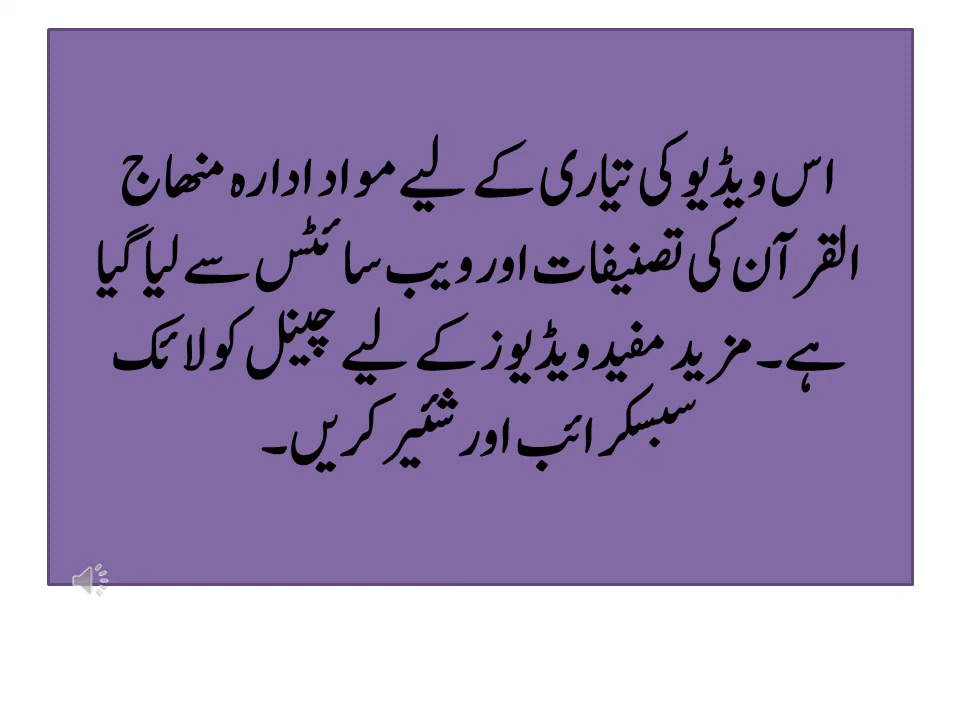 اس ویڈیو کی تیاری کے لیے مواد ادارہ منھاج
القرآن کی تصنیفات اور ویب سائٹس سے لیا گیا
ہے۔ مزید مفید ویڈیوز کے لیے چینل کو لائک
سبسکرائب اور شئیر کریں۔